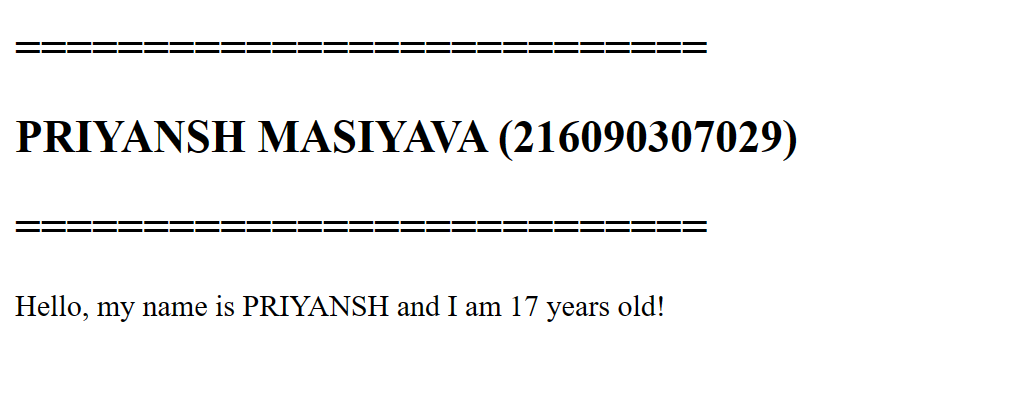 ===========================
PRIYANSH MASIYAVA (216090307029)
===========================
Hello, my name is PRIYANSH and I am 17 years old!